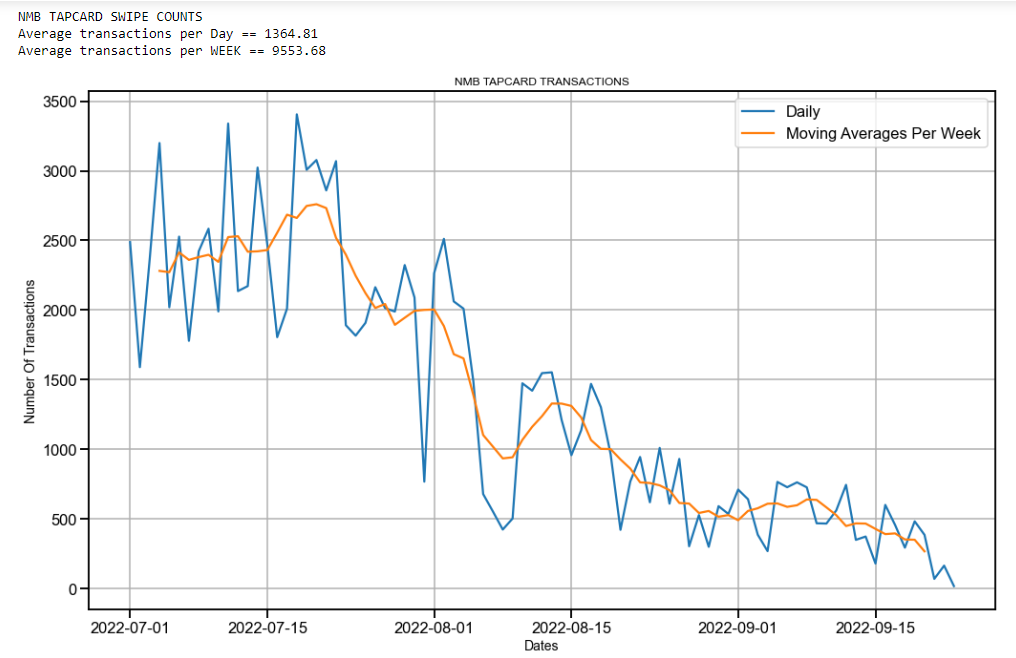 NMB TAPCARD SWIPE COUNTS
Average transactions per Day == 1364.81
Average transactions per WEEK == 9553.68
NMB TAPCARD TRANSACTIONS
Daily
Moving Averages Per Week
3500
3000
2500
2000
1500
1000
500
0
Number Of Transactions
2022-07-01 2022-07-15 2022-08-01 2022-08-15 2022-09-01 2022-09-15
Dates